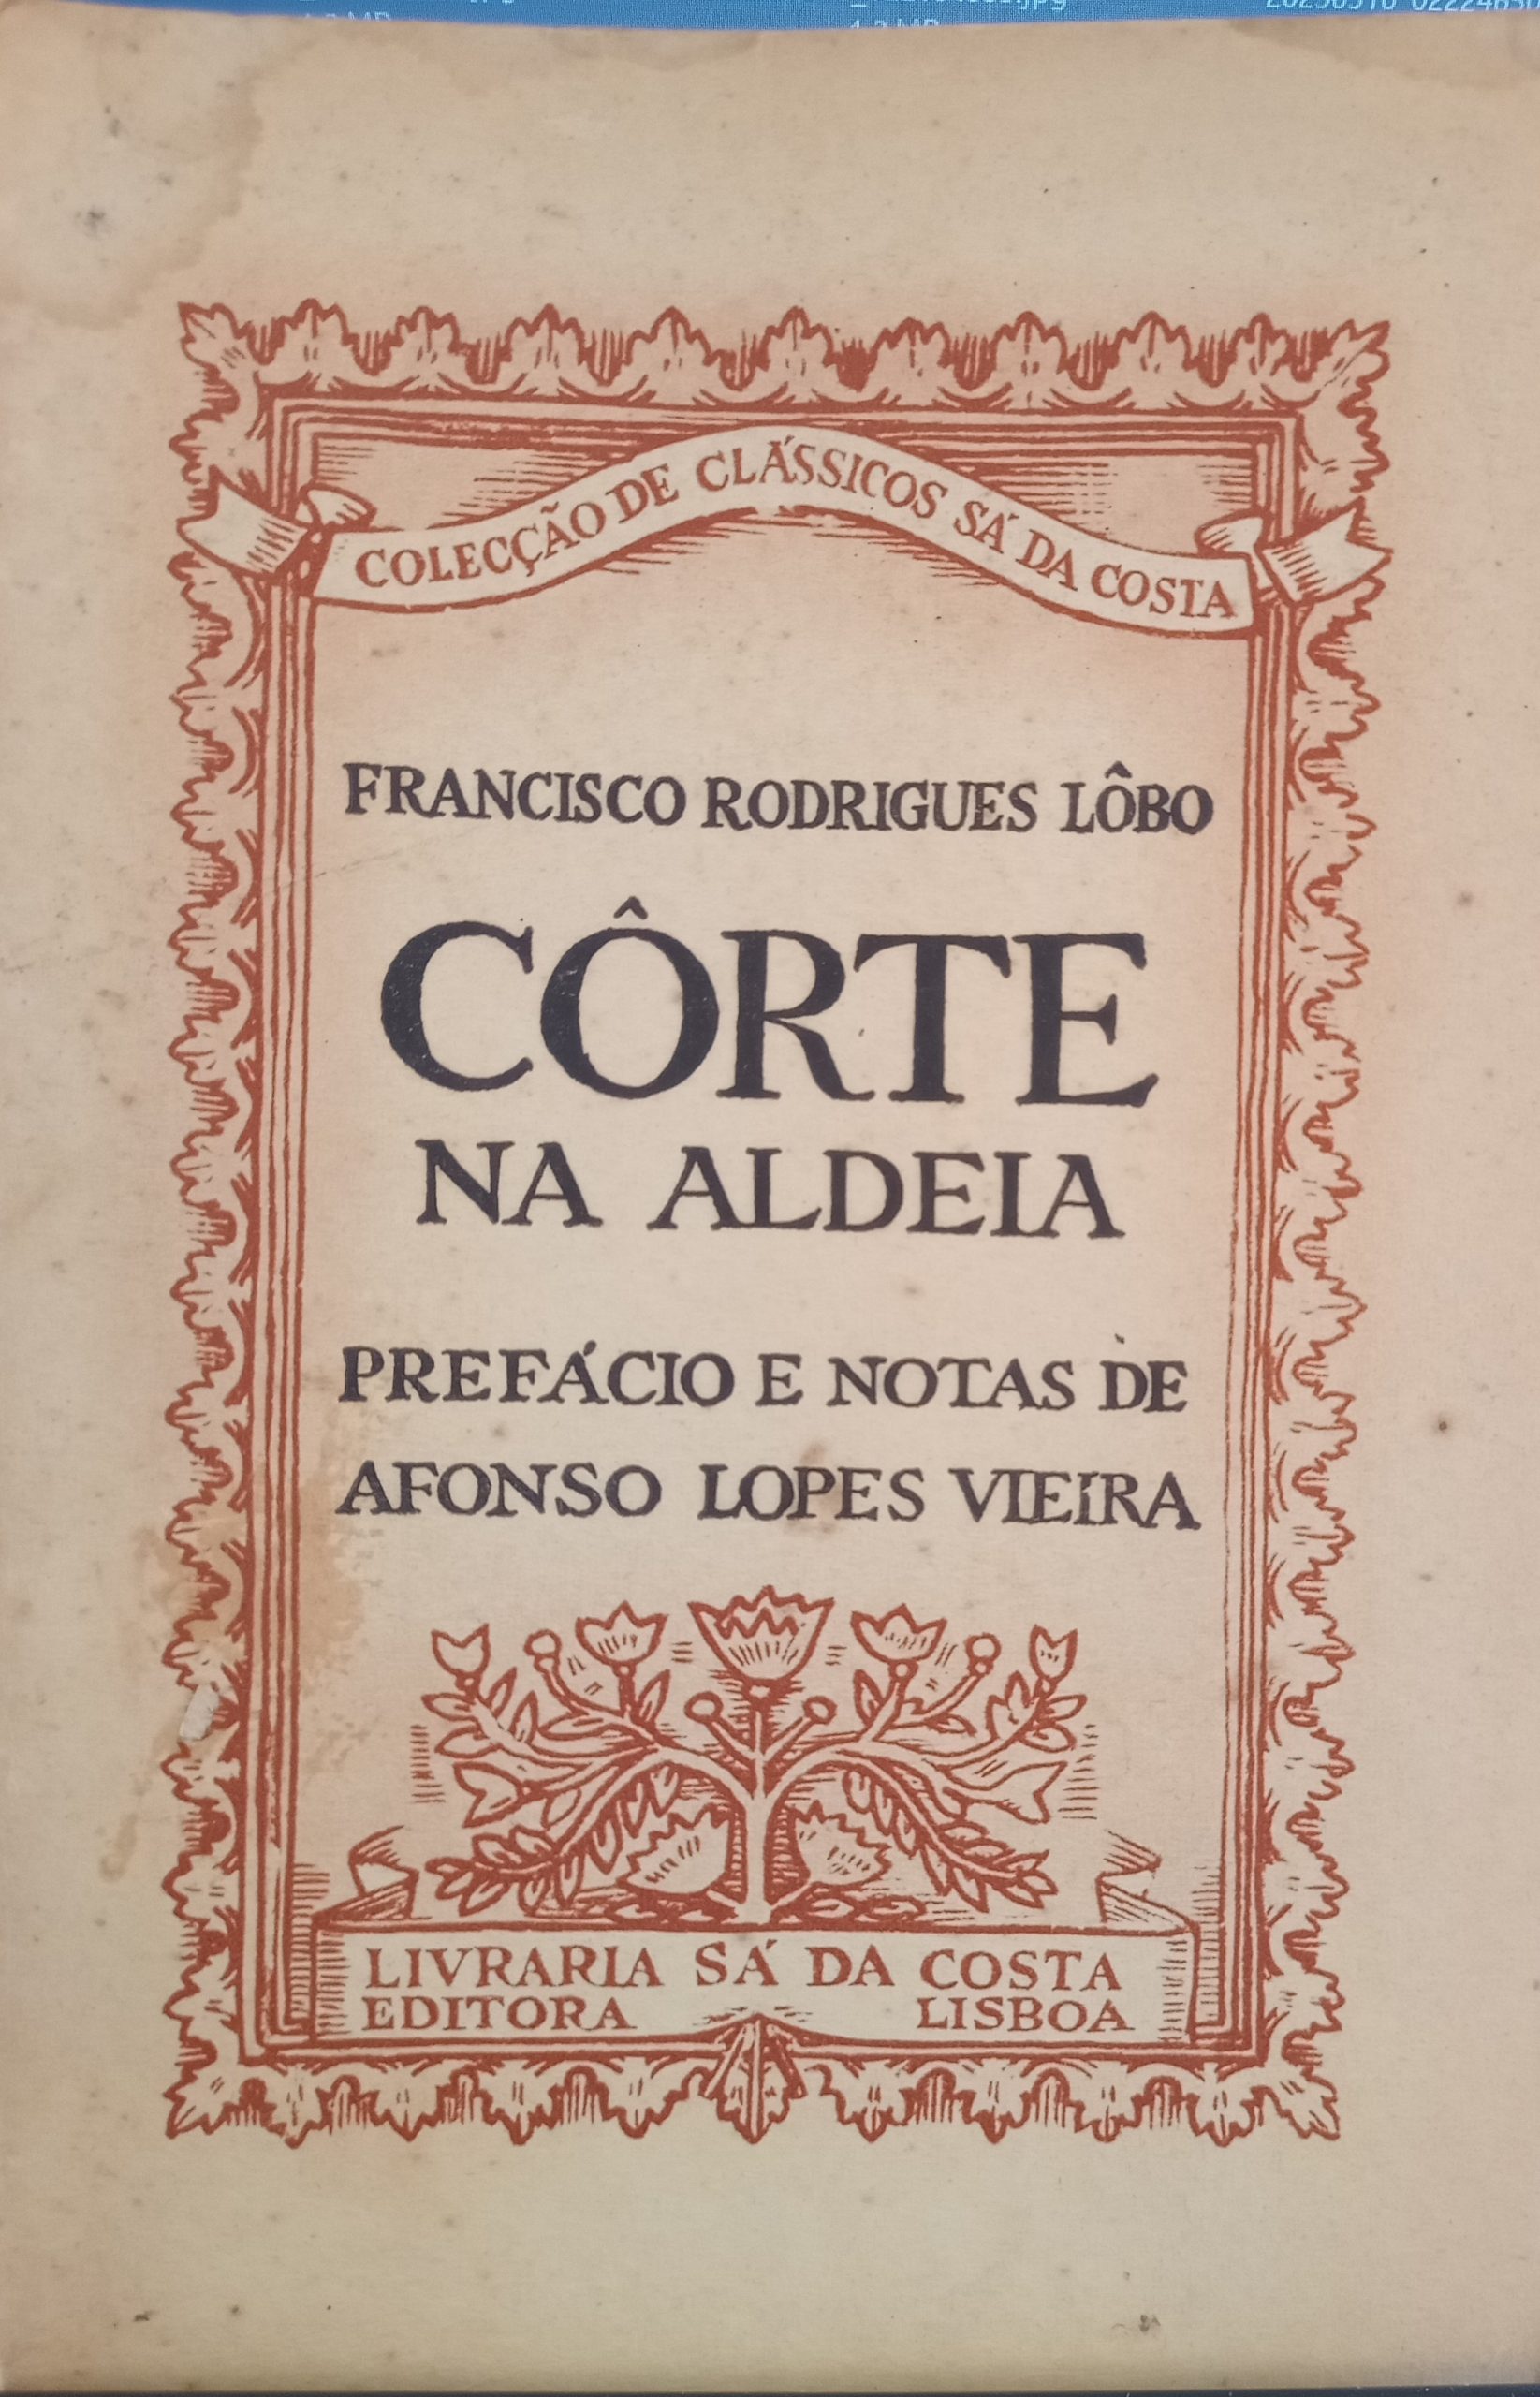 COLECÇÃO DE CLÁSSICOS SÁ DA COSTA
FRANCISCO RODRIGUES LÔBO
CÔRTE
NA ALDEIA
PREFÁCIO E NOTAS DE
AFONSO LOPES VIEIRA
LIVRARIA SÁ DA COSTA
EDITORA LISBOA